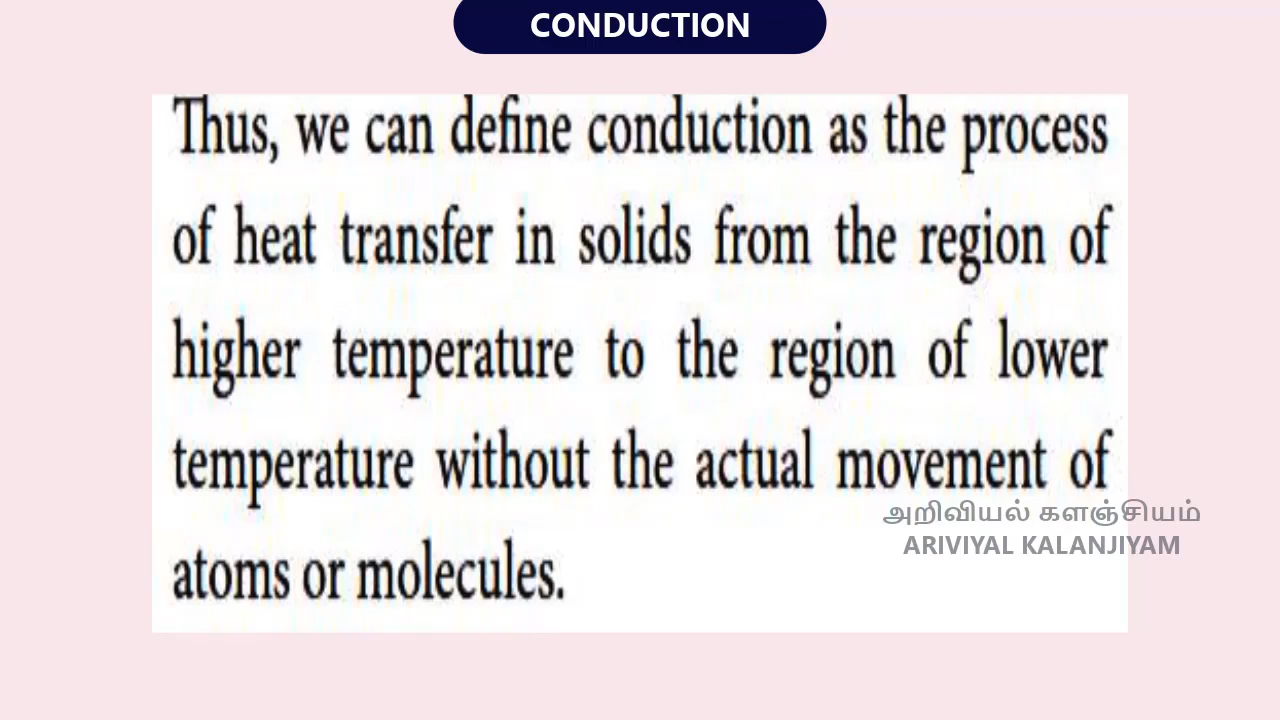 CONDUCTION
Thus, we can define conduction as the process
of heat transfer in solids from the region of
higher temperature to the region of lower
temperature without the actual movement of
atoms or molecules.
அறிவியல் களஞ்சியம்
ARIVIYAL KALANJIYAM